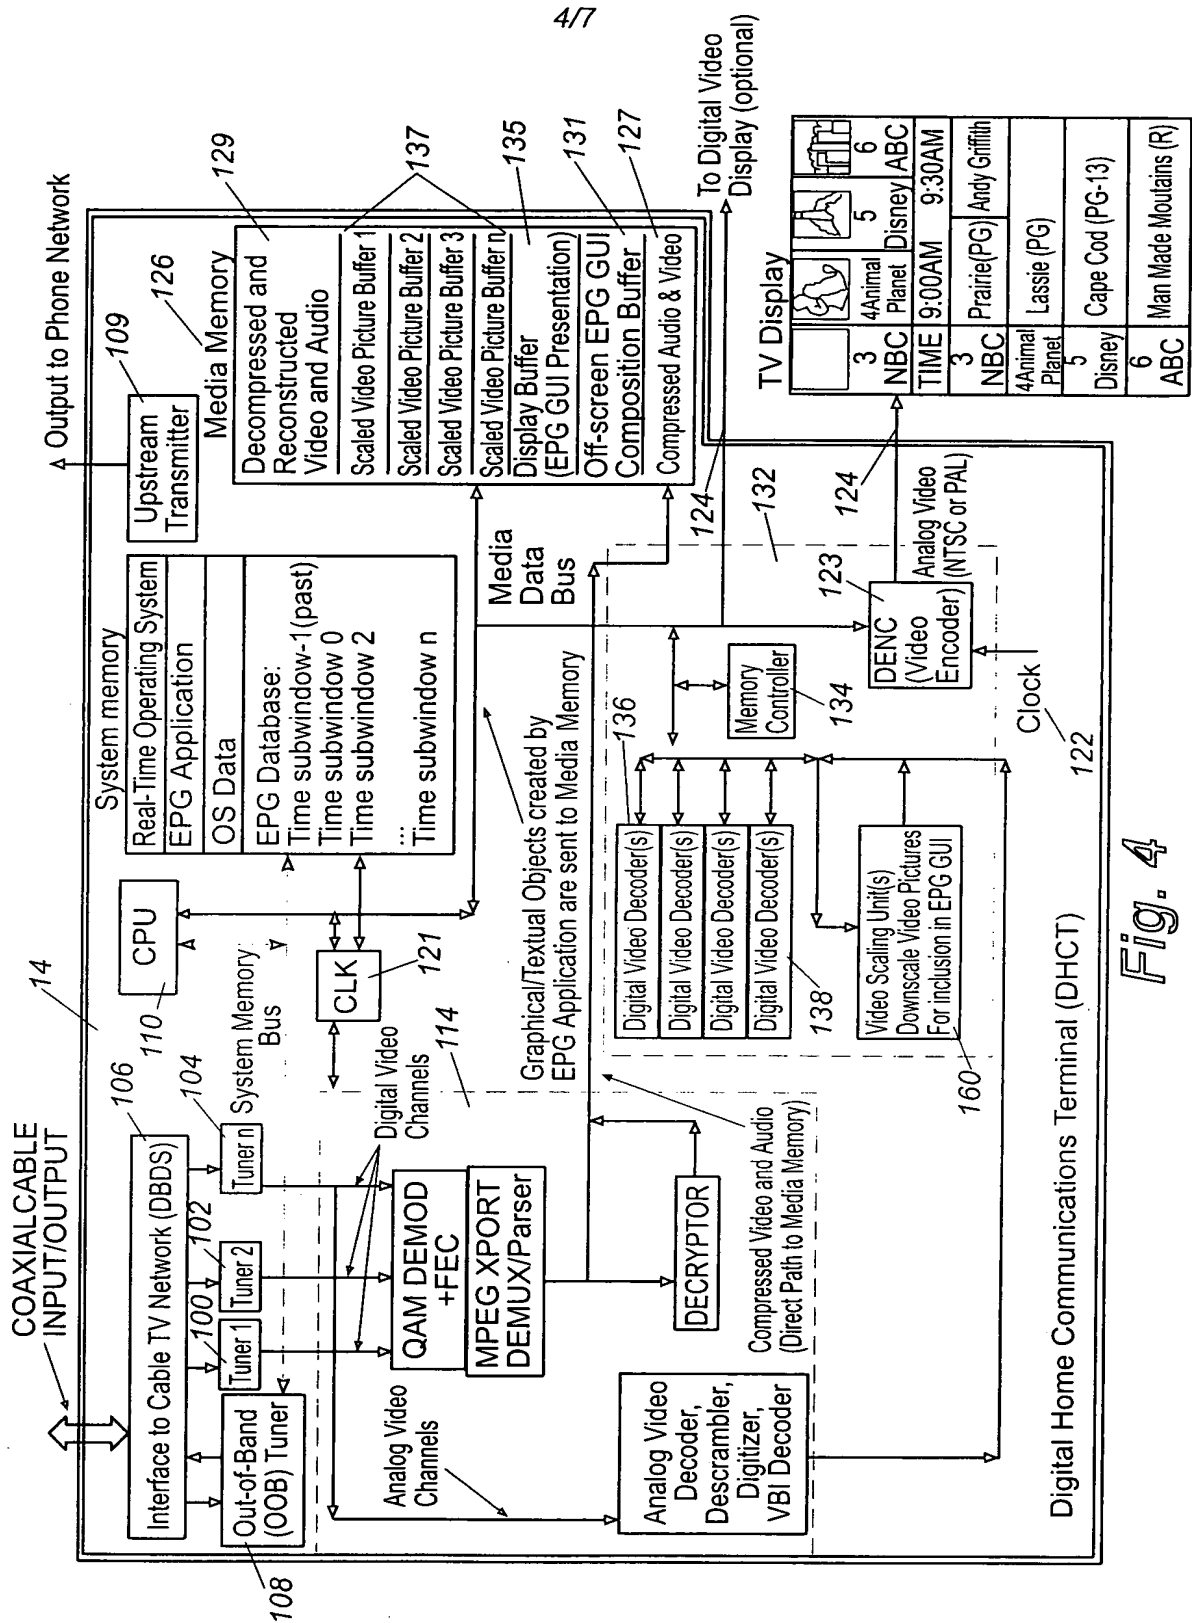 4/7
COAXIALCABLE
INPUT/OUTPUT
14
106
Interface to Cable TV Network (DBDS)
108
Out-of-Band
(OOB) Tuner
100
Tuner 1
102
Tuner 2
104
Tuner n
System Memory
Bus
110
CPU
CLK
121
System memory
Real-Time Operating System
EPG Application
OS Data
EPG Database:
Time subwindow-1(past)
Time subwindow 0
Time subwindow 2
...
Time subwindow n
Output to Phone Network
109
Upstream
Transmitter
126
Media Memory
129
Decompressed and
Reconstructed
Video and Audio
137
Scaled Video Picture Buffer 1
Scaled Video Picture Buffer 2
Scaled Video Picture Buffer 3
Scaled Video Picture Buffer n
135
Display Buffer
(EPG GUI Presentation)
131
Off-screen EPG GUI
Composition Buffer
127
Compressed Audio & Video
Analog Video
Channels
Digital Video
Channels
114
QAM DEMOD
+FEC
MPEG XPORT
DEMUX/Parser
DECRYPTOR
Analog Video
Decoder,
Descrambler,
Digitizer,
VBI Decoder
Compressed Video and Audio
(Direct Path to Media Memory)
Graphical/Textual Objects created by
EPG Application are sent to Media Memory
Media
Data
Bus
136
Digital Video Decoder(s)
Digital Video Decoder(s)
Digital Video Decoder(s)
Digital Video Decoder(s)
138
Memory
Controller
134
132
Video Scaling Unit(s)
Downscale Video Pictures
For Inclusion in EPG GUI
160
123
DENC
(Video
Encoder)
Clock
122
Analog Video
(NTSC or PAL)
124
124
To Digital Video
Display (optional)
TV Display
3
NBC
4Animal
Planet
5
Disney
6
ABC
TIME
9:00AM
9:30AM
3
NBC
Prairie(PG)
Andy Griffith
4Animal
Planet
Lassie (PG)
5
Disney
Cape Cod (PG-13)
6
ABC
Man Made Moutains (R)
Digital Home Communications Terminal (DHCT)
Fig. 4